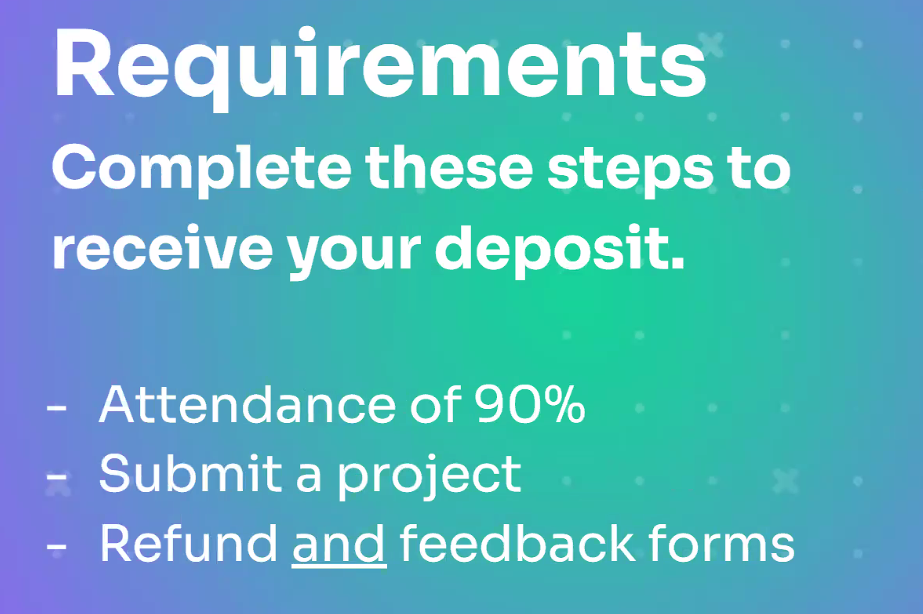 Requirements
Complete these steps to
receive your deposit.
- Attendance of 90%
- Submit a project
- Refund and feedback forms